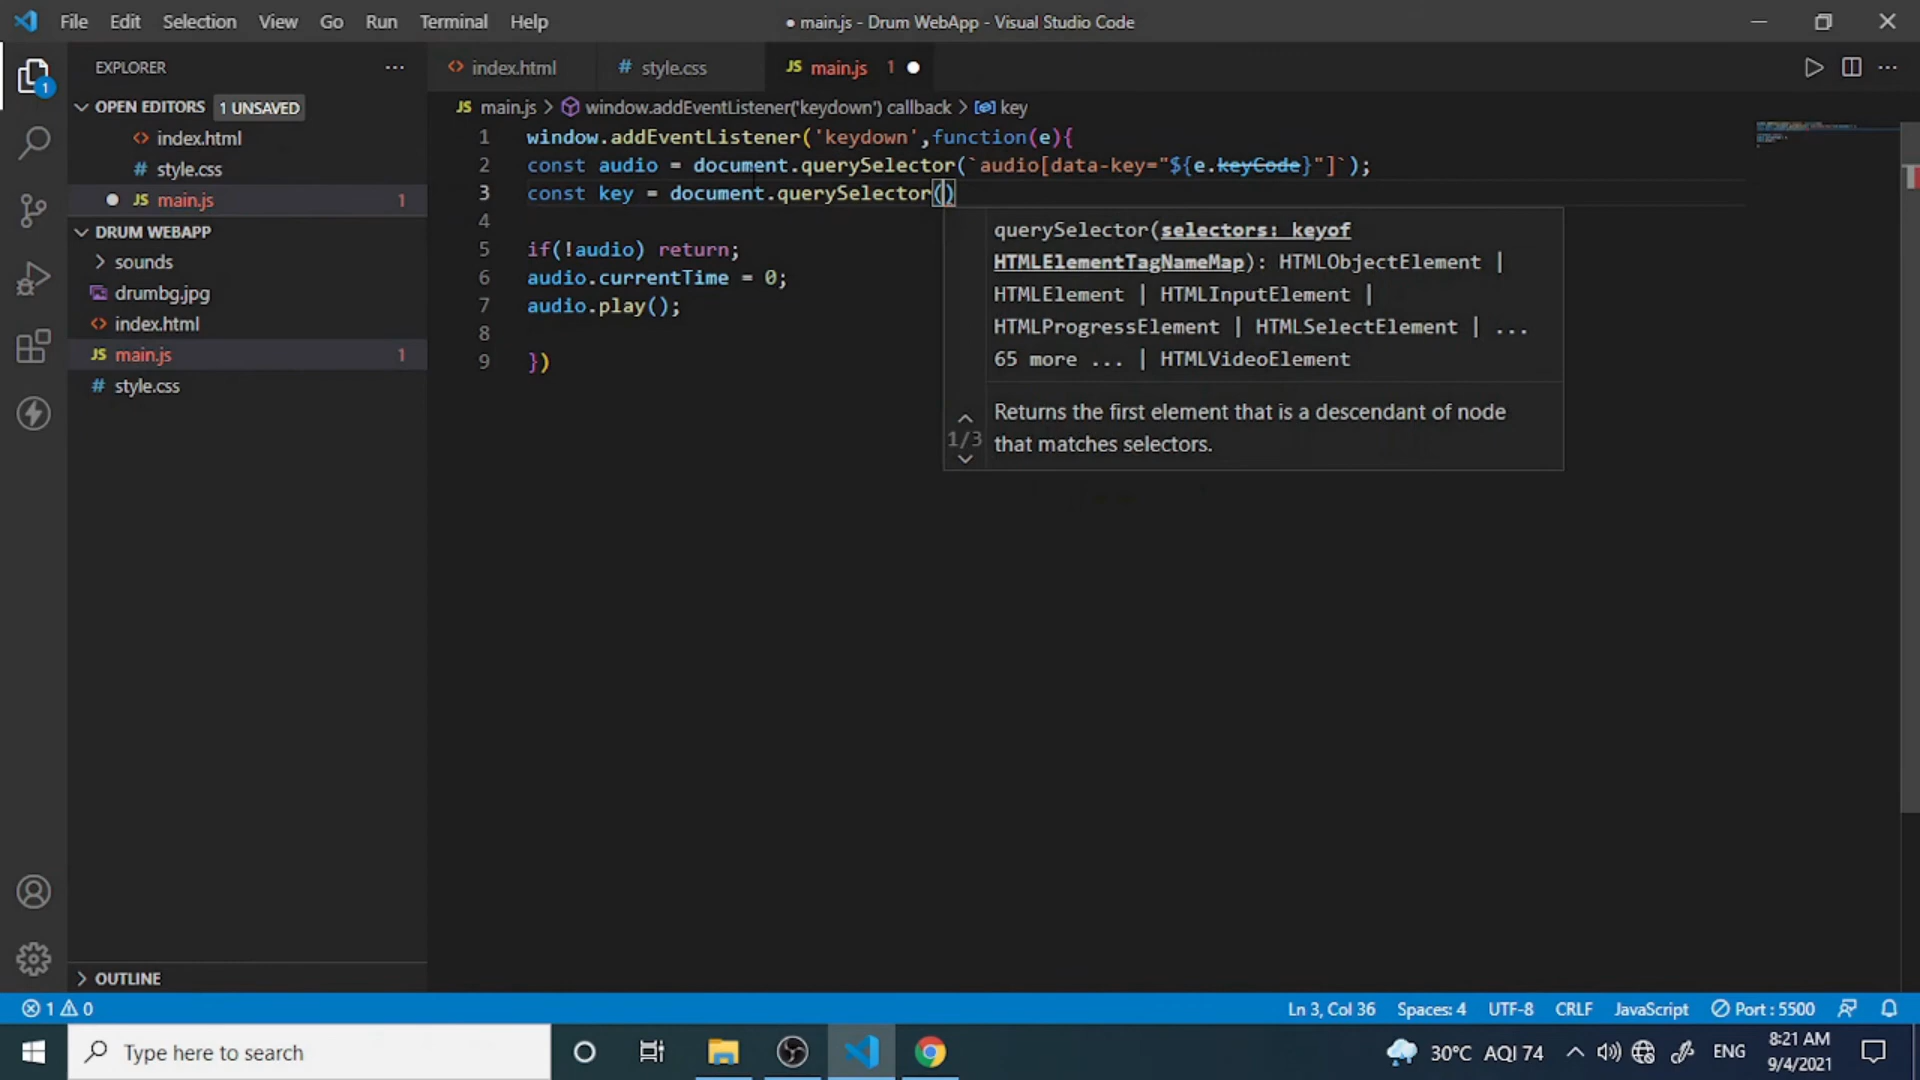 File Edit Selection View Go Run Terminal Help
● main.js - Drum WebApp - Visual Studio Code
EXPLORER ···
index.html
# style.css
JS main.js 1 ●
OPEN EDITORS 1 UNSAVED
JS main.js > window.addEventListener('keydown') callback > key
index.html
# style.css
● JS main.js 1
DRUM WEBAPP
sounds
drumbg.jpg
index.html
JS main.js 1
# style.css
1 window.addEventListener('keydown',function(e){
2 const audio = document.querySelector(`audio[data-key="${e.keyCode}"]`);
3 const key = document.querySelector()
4
5 if(!audio) return;
6 audio.currentTime = 0;
7 audio.play();
8
9 })
querySelector(selectors: keyof
HTMLElementTagNameMap): HTMLObjectElement |
HTMLElement | HTMLInputElement |
HTMLProgressElement | HTMLSelectElement | ...
65 more ... | HTMLVideoElement
1/3
Returns the first element that is a descendant of node
that matches selectors.
1
OUTLINE
1 0
Ln 3, Col 36 Spaces: 4 UTF-8 CRLF JavaScript Port : 5500
Type here to search
30°C AQI 74
ENG
8:21 AM
9/4/2021